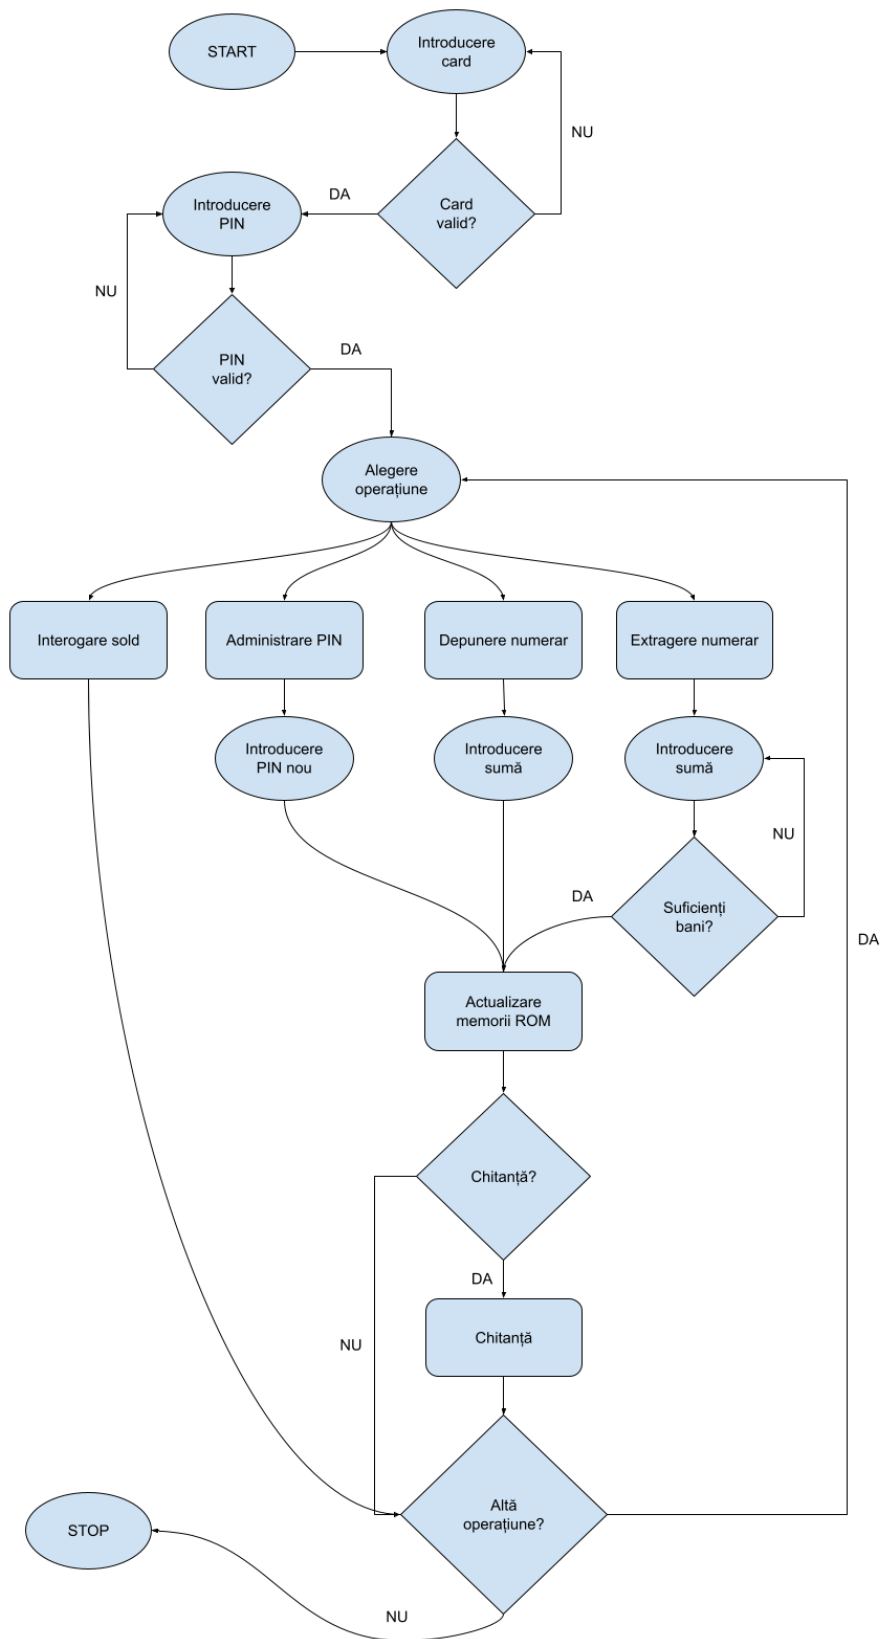 START
Introducere
card
NU
DA
Introducere
PIN
Card
valid?
NU
PIN
valid?
DA
Alegere
operațiune
Interogare sold
Administrare PIN
Depunere numerar
Extragere numerar
Introducere
PIN nou
Introducere
sumă
Introducere
sumă
NU
DA
Suficienți
bani?
DA
Actualizare
memorii ROM
Chitanță?
DA
NU
Chitanță
Altă
operațiune?
STOP
NU